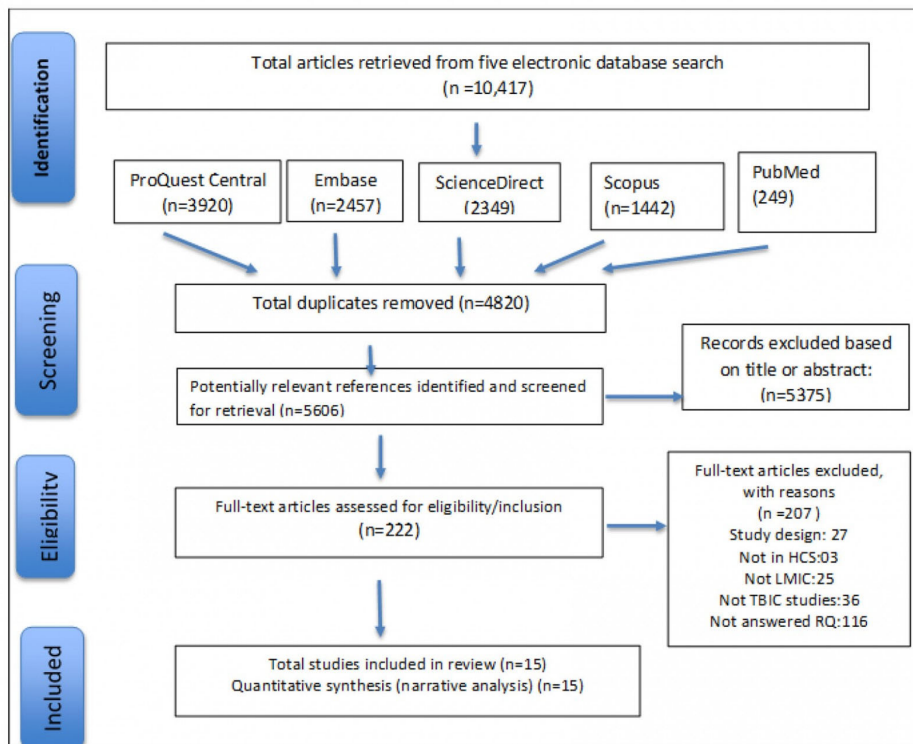 Identification
Total articles retrieved from five electronic database search
(n =10,417)
ProQuest Central
(n=3920)
Embase
(n=2457)
ScienceDirect
(2349)
Scopus
(n=1442)
PubMed
(249)
Screening
Total duplicates removed (n=4820)
Records excluded based
on title or abstract:
(n=5375)
Potentially relevant references identified and screened
for retrieval (n=5606)
Eligibility
Full-text articles assessed for eligibility/inclusion
(n=222)
Full-text articles excluded,
with reasons
(n =207 )
Study design: 27
Not in HCS:03
Not LMIC:25
Not TBIC studies:36
Not answered RQ:116
Included
Total studies included in review (n=15)
Quantitative synthesis (narrative analysis) (n=15)